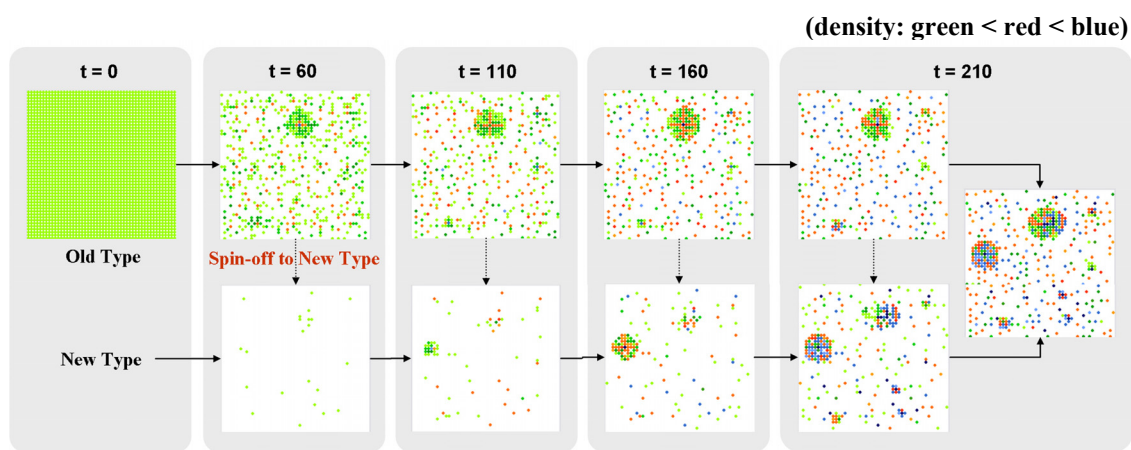 (density: green < red < blue)
t = 0
t = 60
t = 110
t = 160
t = 210
Old Type
Spin-off to New Type
New Type